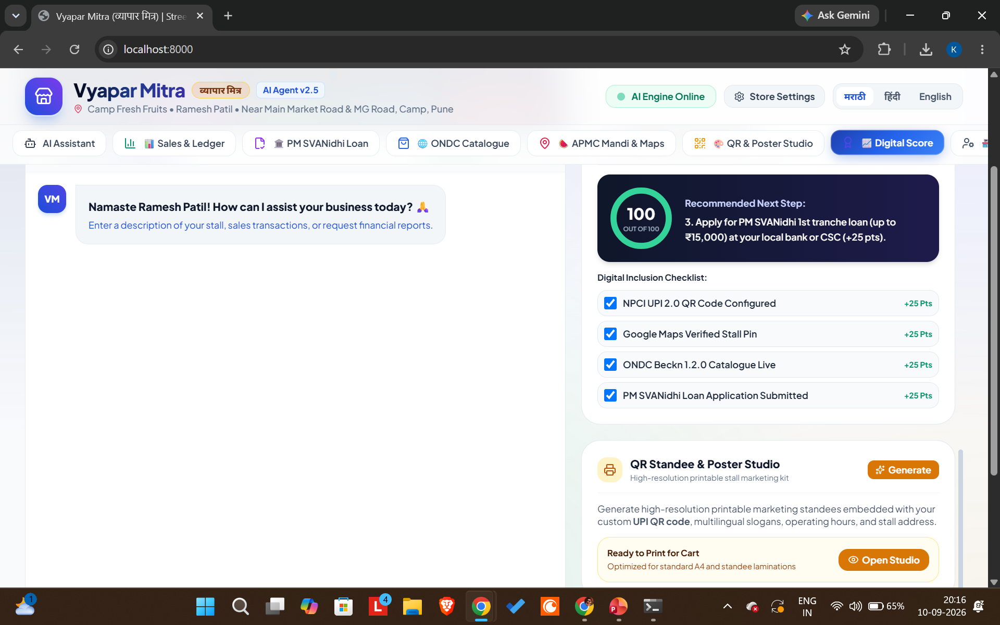 Vyapar Mitra (व्यापार मित्र) | Stree
Ask Gemini
localhost:8000
K
Vyapar Mitra व्यापार मित्र AI Agent v2.5
Camp Fresh Fruits • Ramesh Patil • Near Main Market Road & MG Road, Camp, Pune
AI Engine Online
Store Settings
मराठी हिंदी English
AI Assistant
Sales & Ledger
PM SVANidhi Loan
ONDC Catalogue
APMC Mandi & Maps
QR & Poster Studio
Digital Score
VM
Namaste Ramesh Patil! How can I assist your business today? 🙏
Enter a description of your stall, sales transactions, or request financial reports.
100
OUT OF 100
Recommended Next Step:
3. Apply for PM SVANidhi 1st tranche loan (up to
₹15,000) at your local bank or CSC (+25 pts).
Digital Inclusion Checklist:
NPCI UPI 2.0 QR Code Configured +25 Pts
Google Maps Verified Stall Pin +25 Pts
ONDC Beckn 1.2.0 Catalogue Live +25 Pts
PM SVANidhi Loan Application Submitted +25 Pts
QR Standee & Poster Studio
High-resolution printable stall marketing kit
Generate
Generate high-resolution printable marketing standees embedded with your
custom UPI QR code, multilingual slogans, operating hours, and stall address.
Ready to Print for Cart
Optimized for standard A4 and standee laminations
Open Studio
1
L
4
P
ENG
IN
65%
20:16
10-09-2026